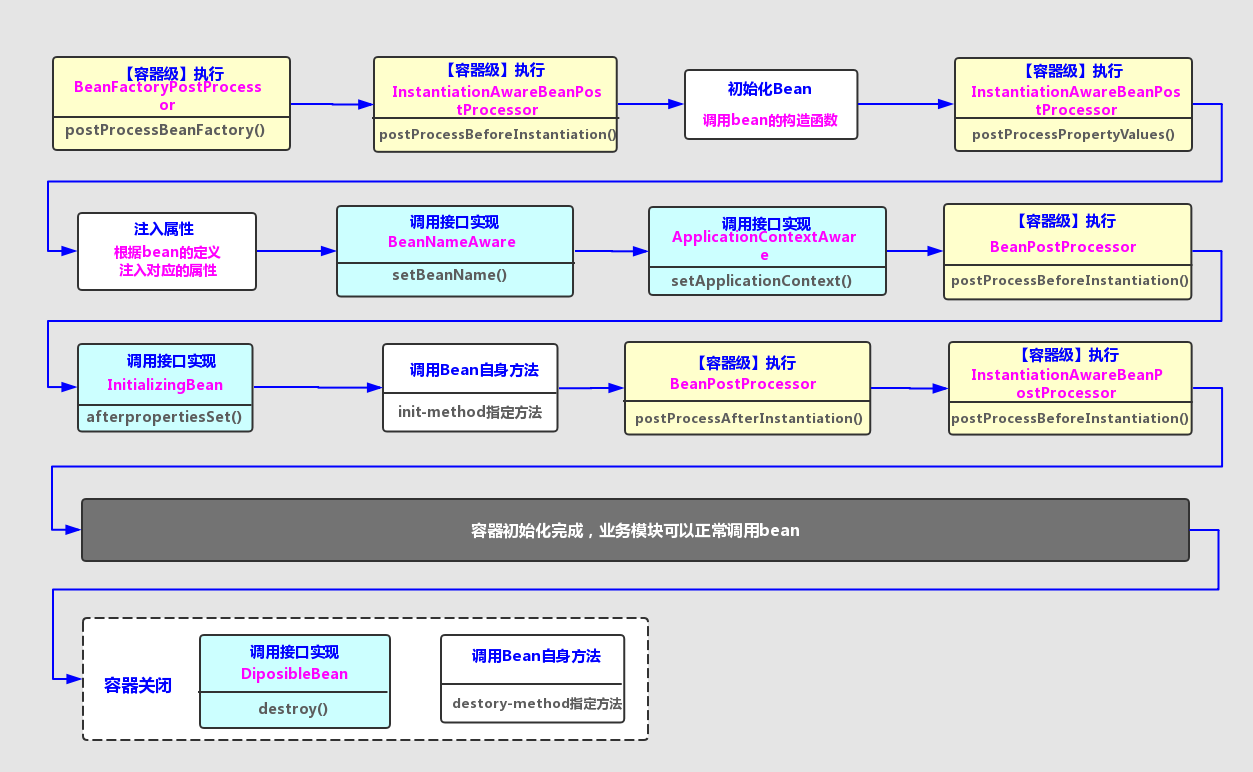 【容器级】执行
BeanFactoryPostProcess
or
postProcessBeanFactory()
【容器级】执行
InstantiationAwareBeanPos
tProcessor
postProcessBeforeInstantiation()
初始化Bean
调用bean的构造函数
【容器级】执行
InstantiationAwareBeanPos
tProcessor
postProcessPropertyValues()
注入属性
根据bean的定义
注入对应的属性
调用接口实现
BeanNameAware
setBeanName()
调用接口实现
ApplicationContextAwar
e
setApplicationContext()
【容器级】执行
BeanPostProcessor
postProcessBeforeInstantiation()
调用接口实现
InitializingBean
afterpropertiesSet()
调用Bean自身方法
init-method指定方法
【容器级】执行
BeanPostProcessor
postProcessAfterInstantiation()
【容器级】执行
InstantiationAwareBeanP
ostProcessor
postProcessBeforeInstantiation()
容器初始化完成，业务模块可以正常调用bean
容器关闭
调用接口实现
DiposibleBean
destroy()
调用Bean自身方法
destory-method指定方法